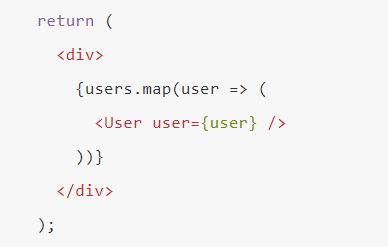 return (
  <div>
    {users.map(user => (
      <User user={user} />
    ))}
  </div>
);